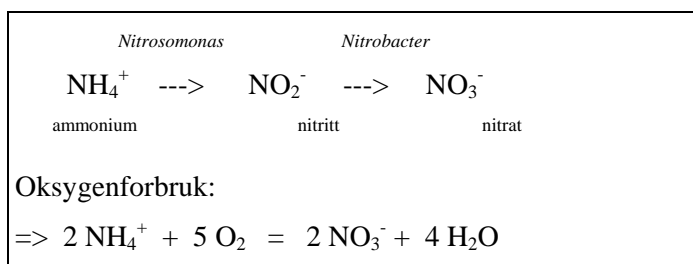 Nitrosomonas Nitrobacter
NH₄⁺ ---> NO₂⁻ ---> NO₃⁻
ammonium nitritt nitrat
Oksygenforbruk:
=> 2 NH₄⁺ + 5 O₂ = 2 NO₃⁻ + 4 H₂O